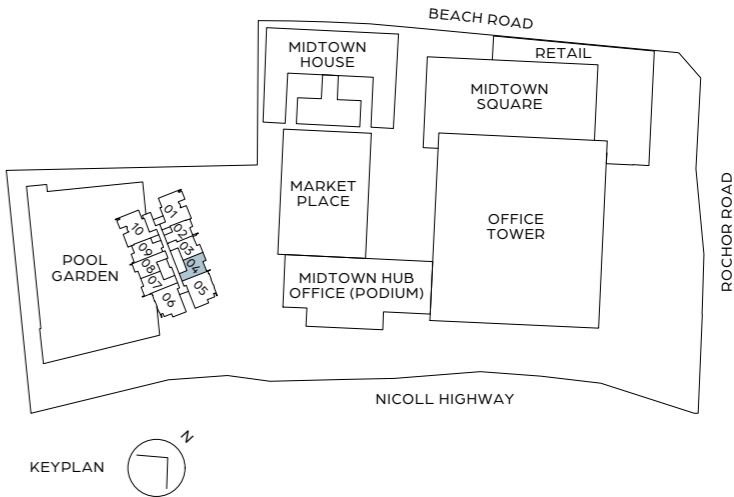 BEACH ROAD
RETAIL
MIDTOWN
HOUSE
MIDTOWN
SQUARE
MARKET
PLACE
OFFICE
TOWER
ROCHOR ROAD
POOL
GARDEN
01
02
03
04
05
10
09
08
07
06
MIDTOWN HUB
OFFICE (PODIUM)
NICOLL HIGHWAY
KEYPLAN
N